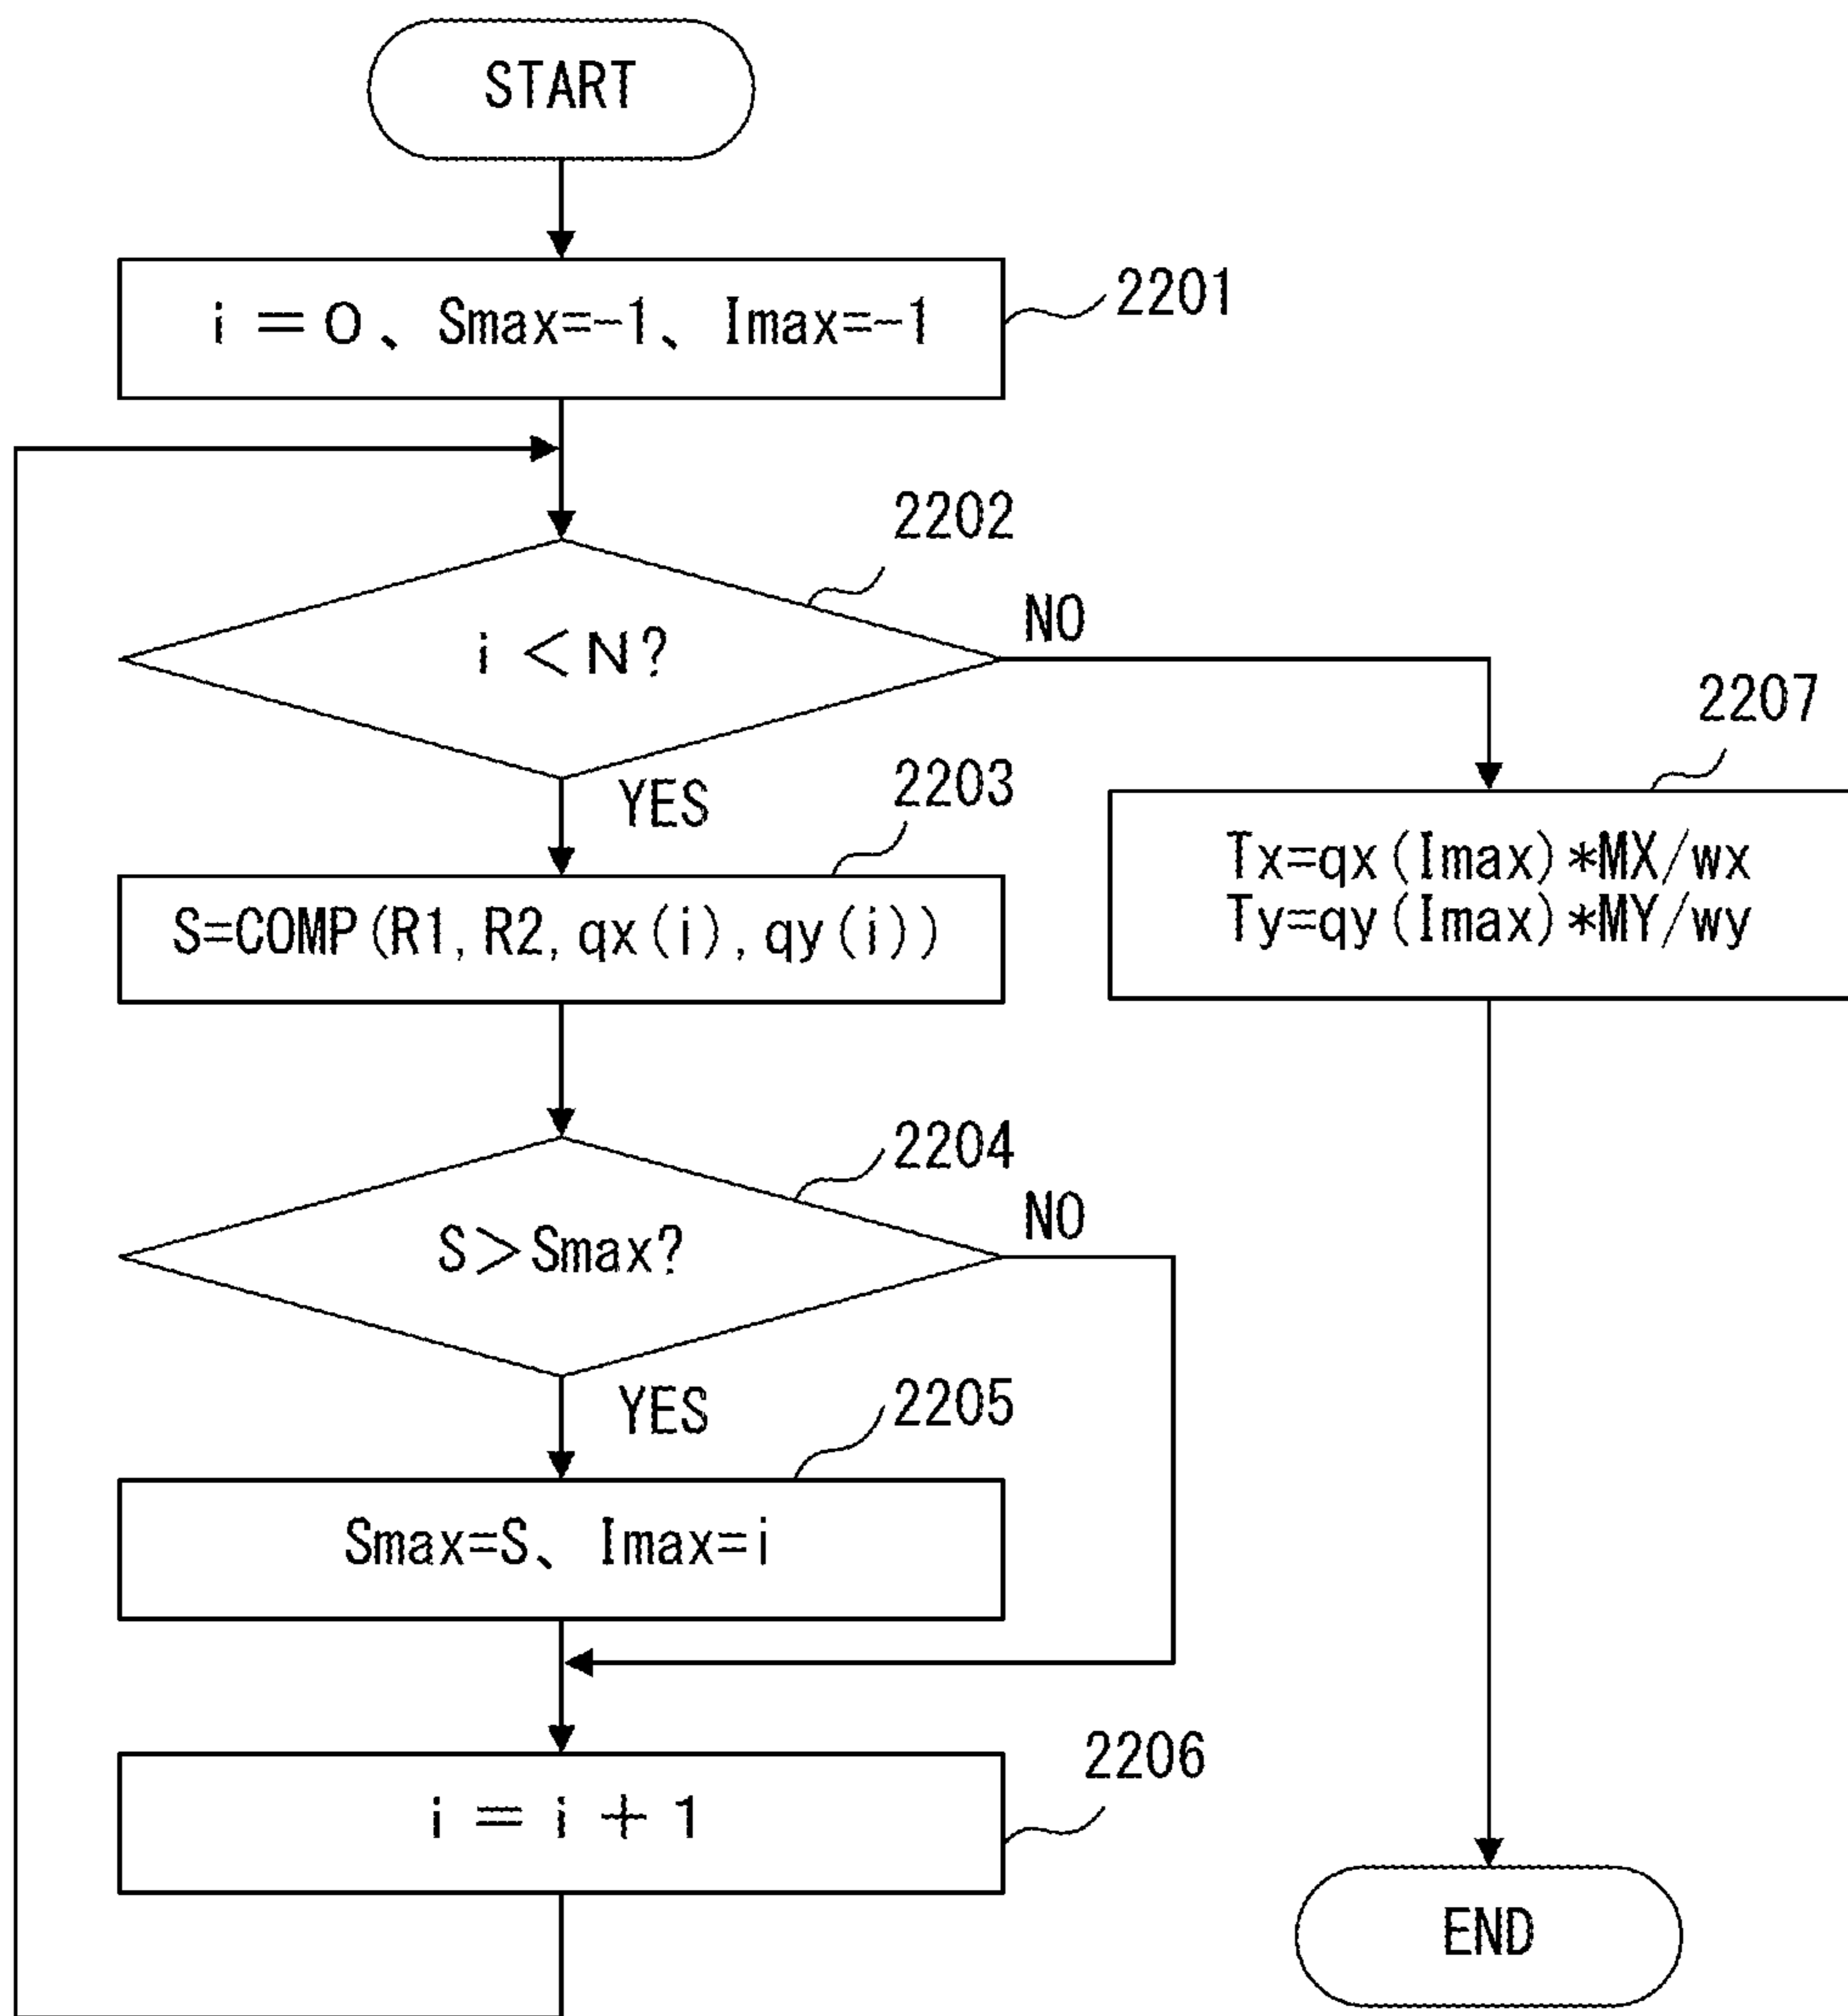 START
i=0、Smax=-1、Imax=-1
2201
2202
i<N?
NO
YES
2203
S=COMP(R1,R2,qx(i),qy(i))
2207
Tx=qx(Imax)*MX/wx
Ty=qy(Imax)*MY/wy
2204
S>Smax?
NO
YES
2205
Smax=S、Imax=i
2206
i=i+1
END